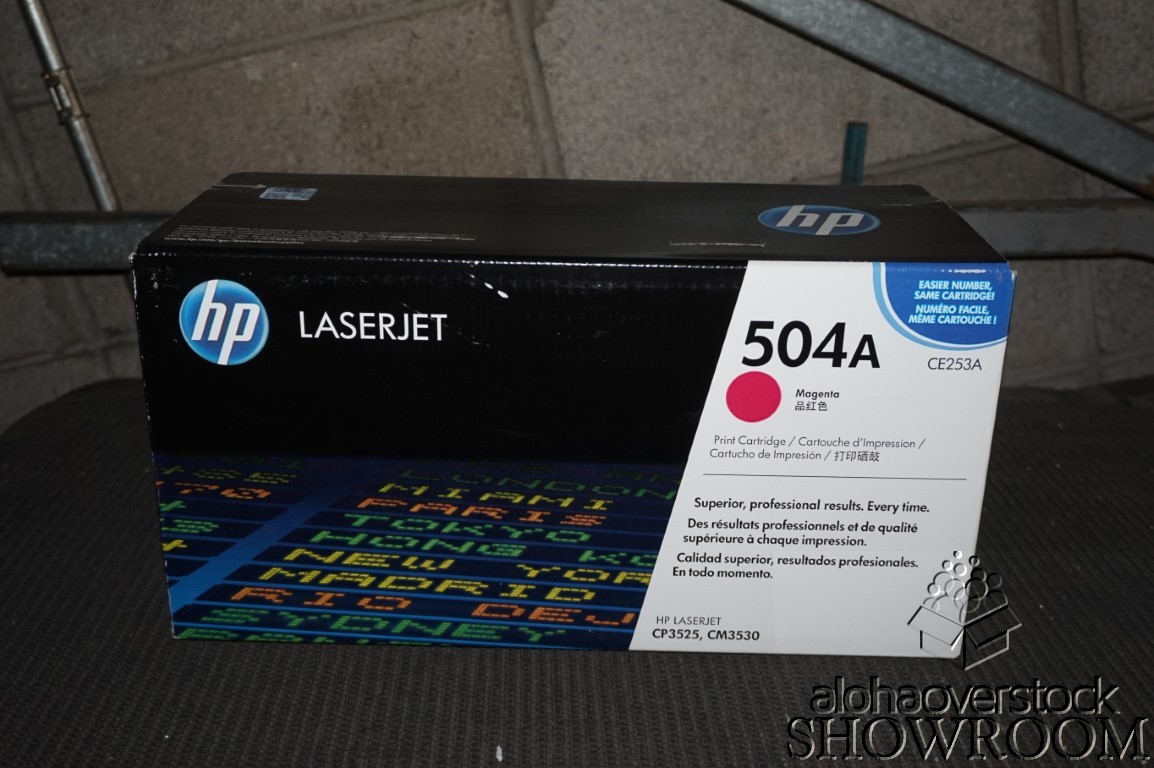 hp
hp
LASERJET
EASIER NUMBER,
SAME CARTRIDGE!
NUMÉRO FACILE,
MÊME CARTOUCHE !
504A
CE253A
Magenta
品红色
Print Cartridge / Cartouche d'Impression /
Cartucho de Impresión / 打印硒鼓
Superior, professional results. Every time.
Des résultats professionnels et de qualité
supérieure à chaque impression.
Calidad superior, resultados profesionales.
En todo momento.
HP LASERJET
CP3525, CM3530
LONDON
MIAMI
PARIS
TOKYO
HONG KO
NEW YOR
MADRID
RIO DEJ
SYDNEY
alohaoverstock
SHOWROOM